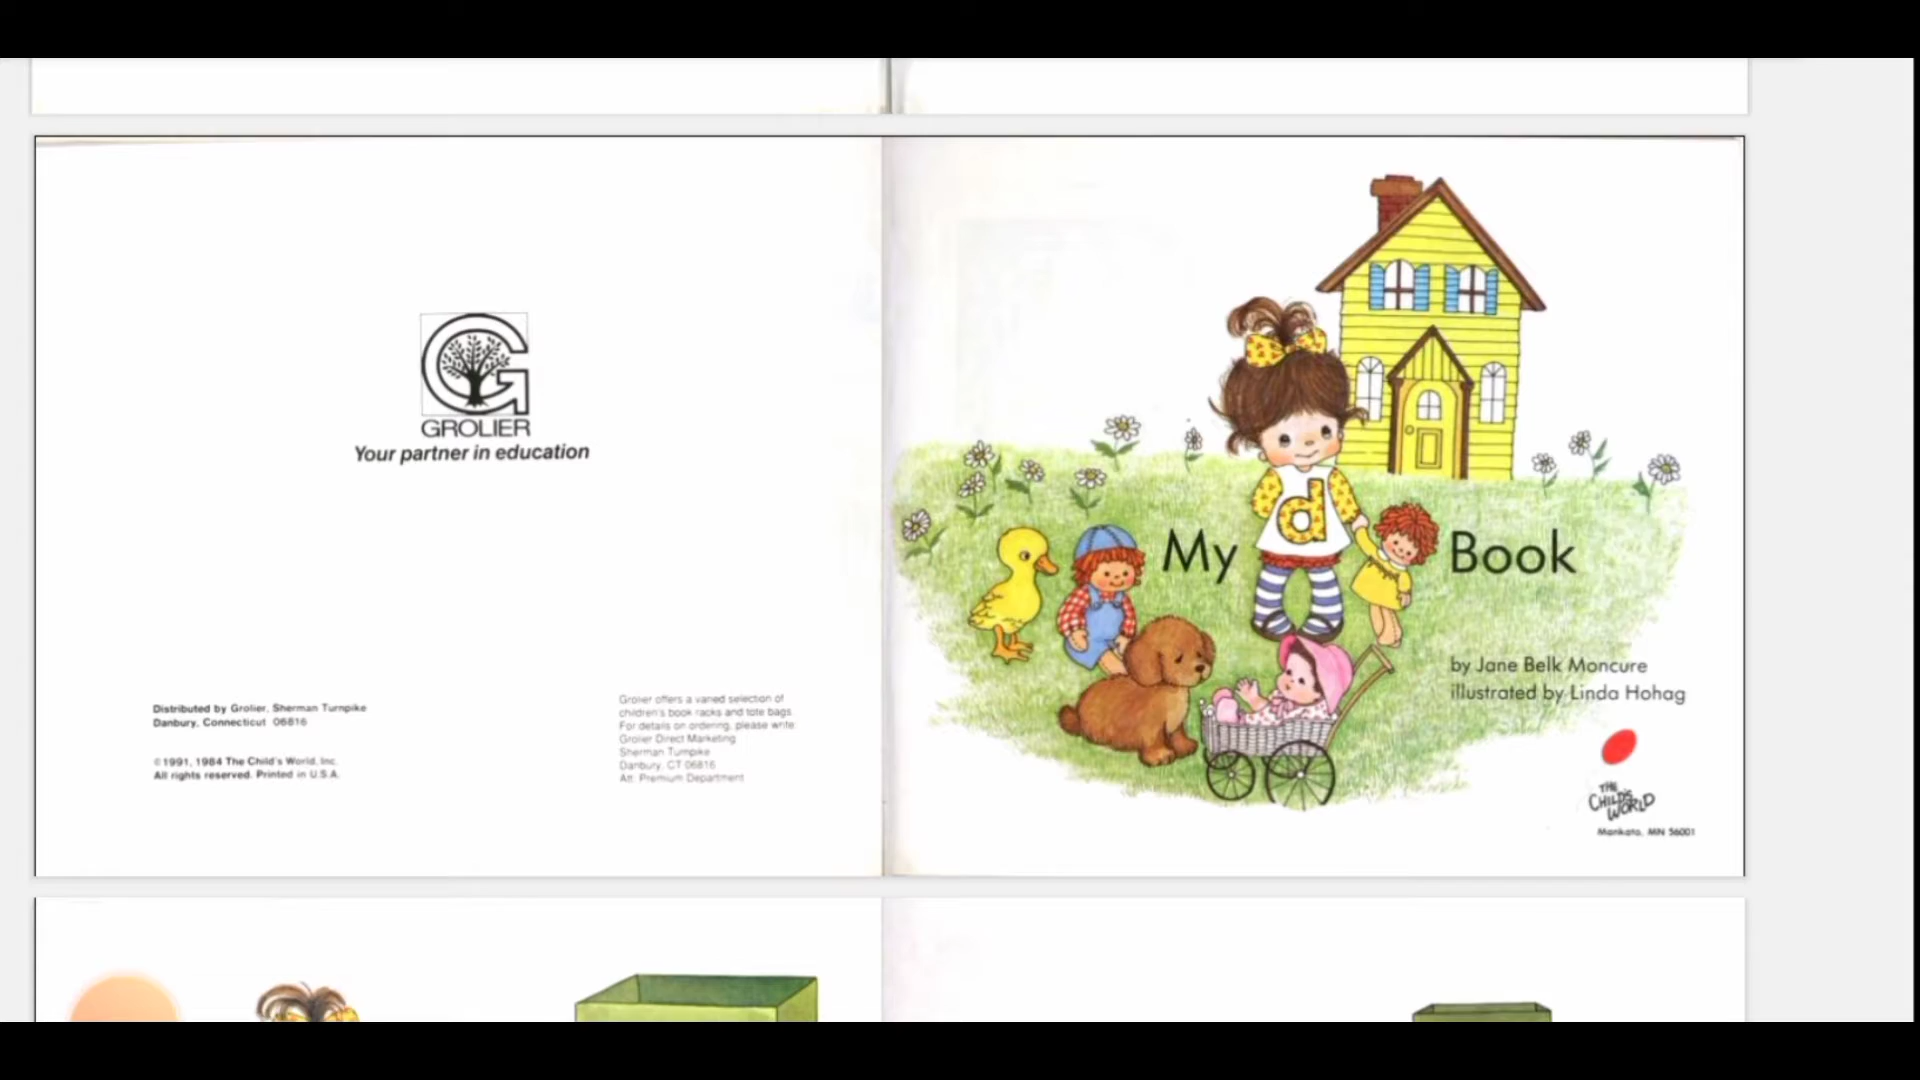 GROLIER
Your partner in education
Distributed by Grolier, Sherman Turnpike
Danbury, Connecticut 06816
©1991, 1984 The Child's World, Inc.
All rights reserved. Printed in U.S.A.
Grolier offers a varied selection of
children's book racks and tote bags.
For details on ordering, please write:
Grolier Direct Marketing
Sherman Turnpike
Danbury, CT 06816
Att: Premium Department
My d Book
by Jane Belk Moncure
illustrated by Linda Hohag
THE
CHILD'S
WORLD
Mankato, MN 56001